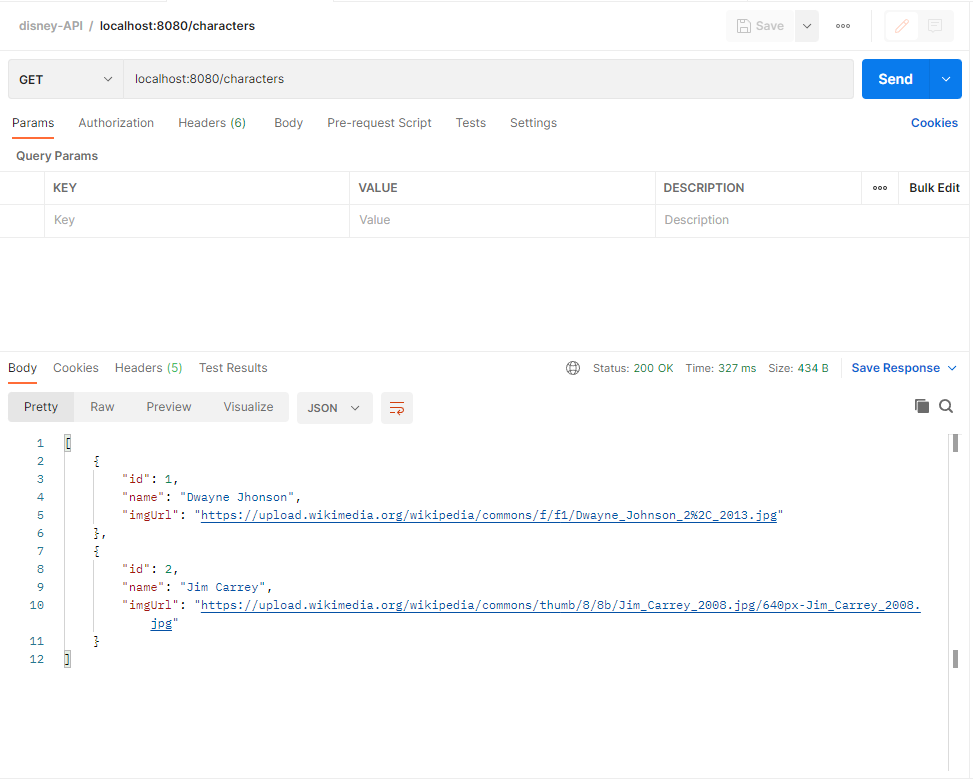 disney-API / localhost:8080/characters
Save
GET localhost:8080/characters Send
Params Authorization Headers (6) Body Pre-request Script Tests Settings Cookies
Query Params
KEY VALUE DESCRIPTION Bulk Edit
Key Value Description
Body Cookies Headers (5) Test Results Status: 200 OK Time: 327 ms Size: 434 B Save Response
Pretty Raw Preview Visualize JSON
1 [
2 {
3 "id": 1,
4 "name": "Dwayne Jhonson",
5 "imgUrl": "https://upload.wikimedia.org/wikipedia/commons/f/f1/Dwayne_Johnson_2%2C_2013.jpg"
6 },
7 {
8 "id": 2,
9 "name": "Jim Carrey",
10 "imgUrl": "https://upload.wikimedia.org/wikipedia/commons/thumb/8/8b/Jim_Carrey_2008.jpg/640px-Jim_Carrey_2008.
jpg"
11 }
12 ]